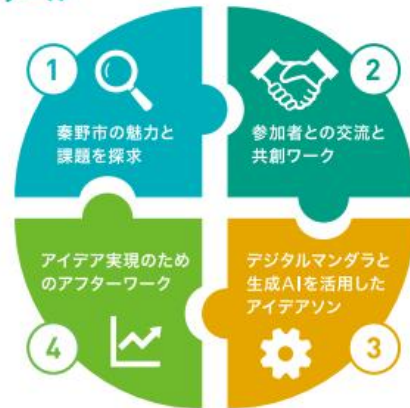 1
秦野市の魅力と
課題を探求
2
参加者との交流と
共創ワーク
デジタルマンダラと
生成AIを活用した
アイデアソン
3
アイデア実現のため
のアフターワーク
4